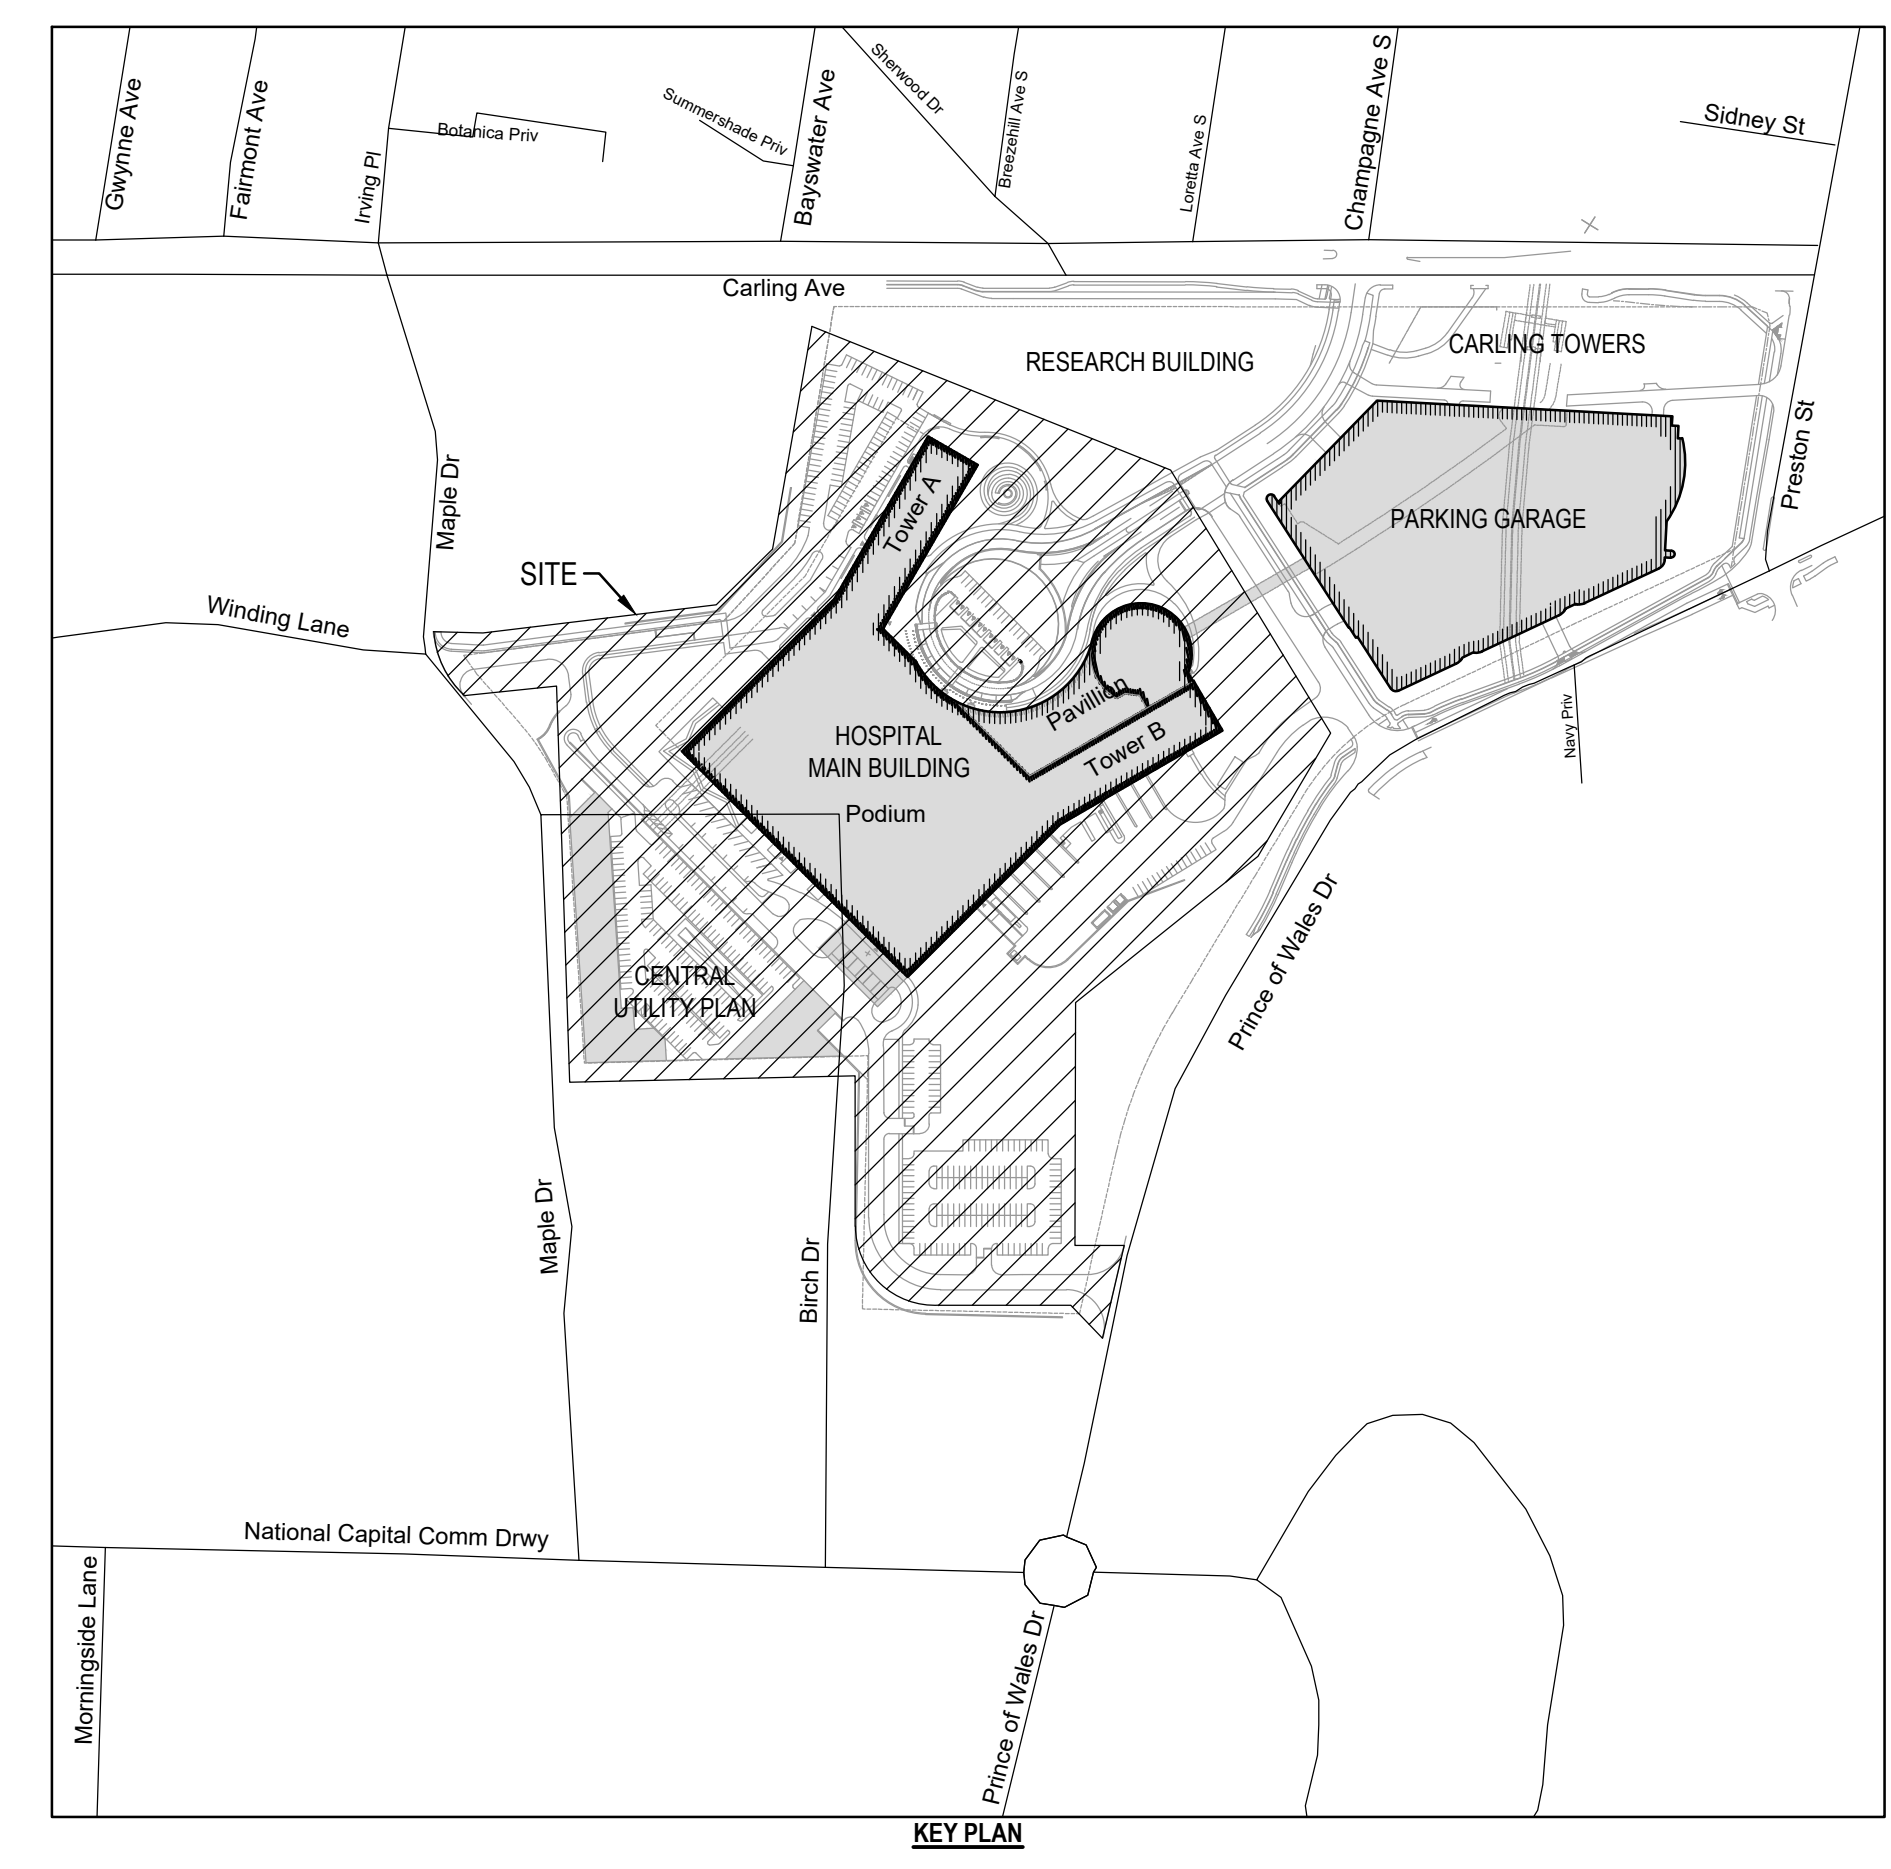 Gwynne Ave
Fairmont Ave
Irving Pl
Botanica Priv
Summershade Priv
Bayswater Ave
Sherwood Dr
Breezehill Ave S
Loretta Ave S
Champagne Ave S
Sidney St
Carling Ave
RESEARCH BUILDING
CARLING TOWERS
Preston St
Maple Dr
Tower A
PARKING GARAGE
SITE
Winding Lane
Pavillion
Tower B
HOSPITAL
MAIN BUILDING
Podium
Navy Priv
CENTRAL
UTILITY PLAN
Prince of Wales Dr
Maple Dr
Birch Dr
National Capital Comm Drwy
Morningside Lane
Prince of Wales Dr
KEY PLAN